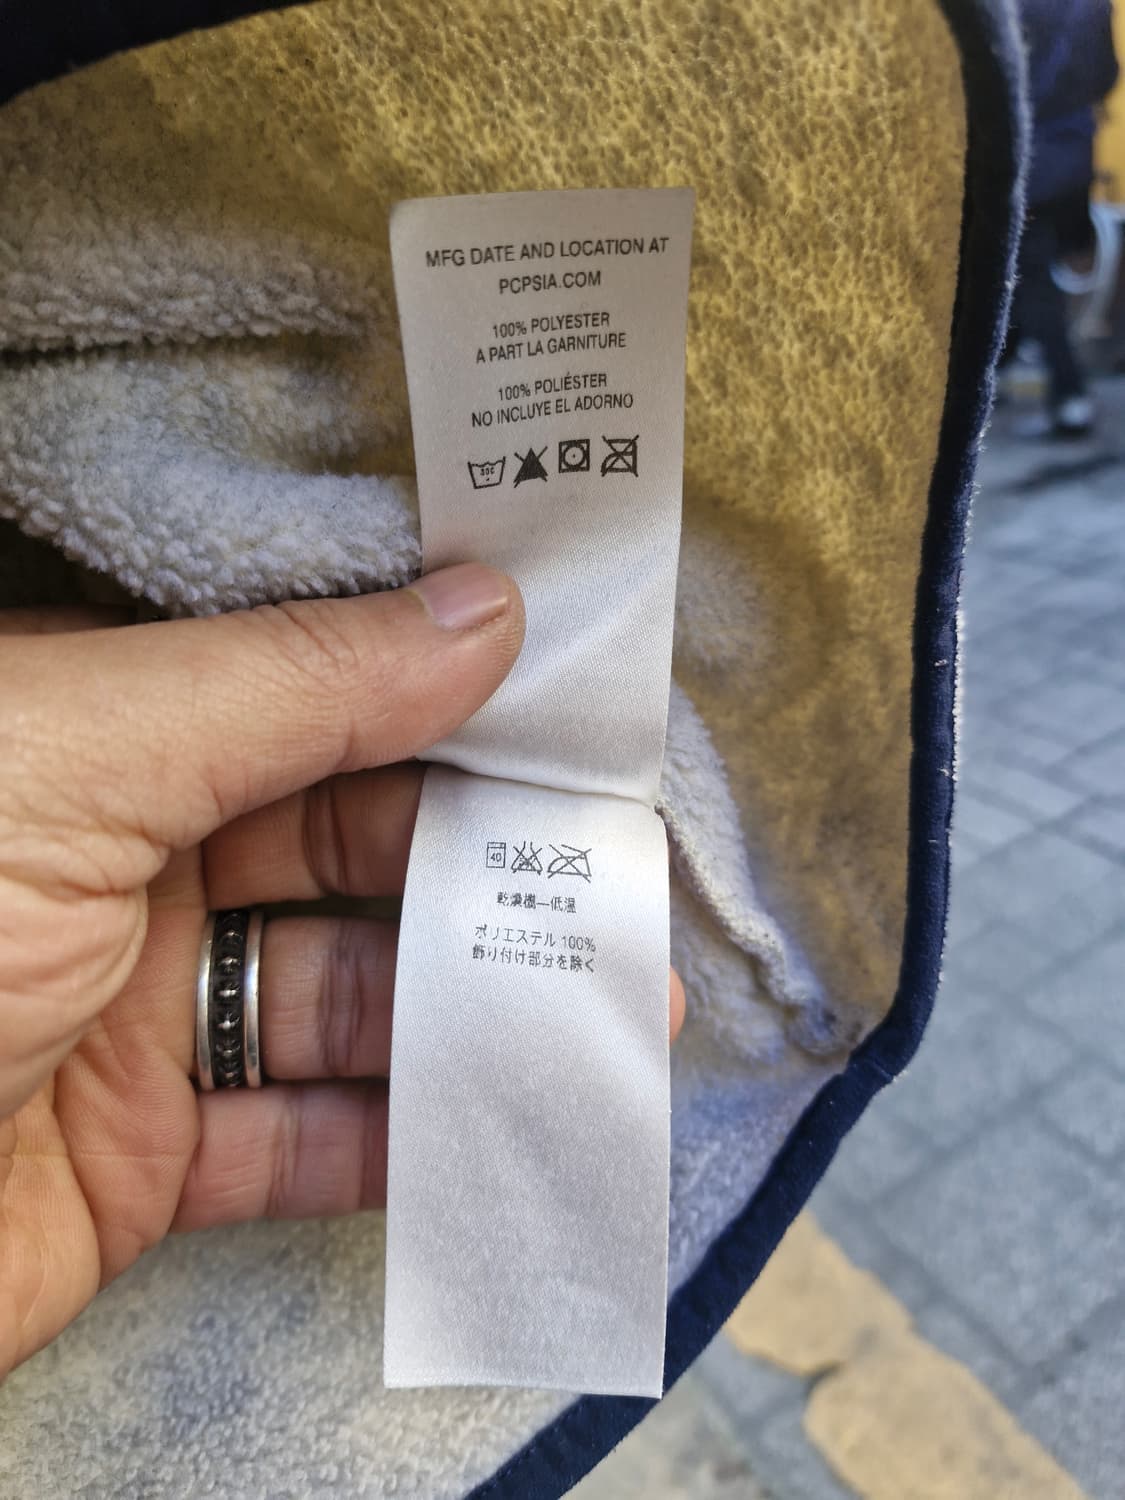 MFG DATE AND LOCATION AT
PCPSIA.COM
100% POLYESTER
A PART LA GARNITURE
100% POLIÉSTER
NO INCLUYE EL ADORNO
30C
40
乾燥機—低温
ポリエステル 100%
飾り付け部分を除く